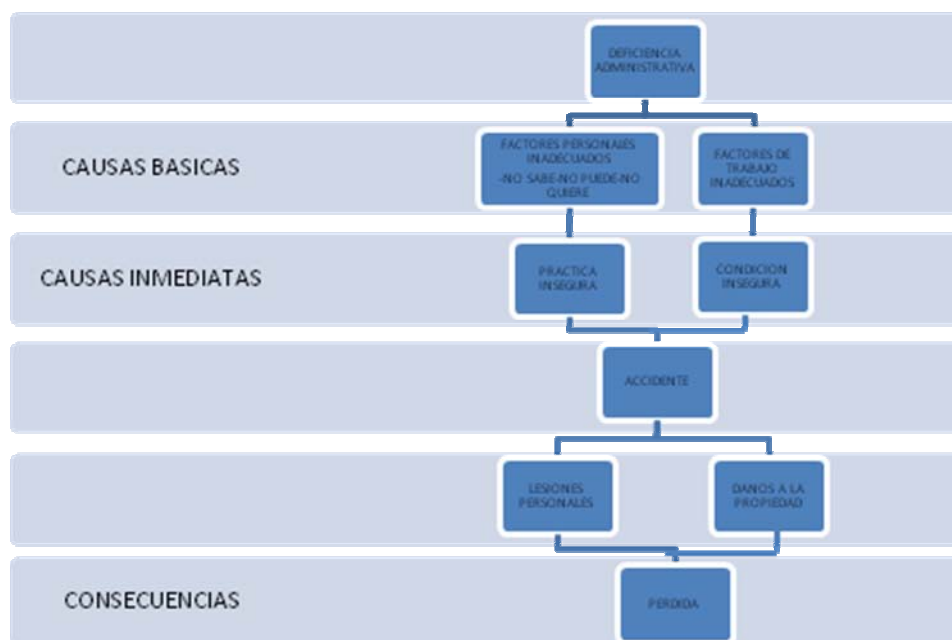 DEFICIENCIA
ADMINISTRATIVA
CAUSAS BASICAS
FACTORES PERSONALES
INADECUADOS
-NO SABE-NO PUEDE-NO
QUIERE
FACTORES DE
TRABAJO
INADECUADOS
CAUSAS INMEDIATAS
PRACTICA
INSEGURA
CONDICION
INSEGURA
ACCIDENTE
LESIONES
PERSONALES
DANOS A LA
PROPIEDAD
CONSECUENCIAS
PERDIDA